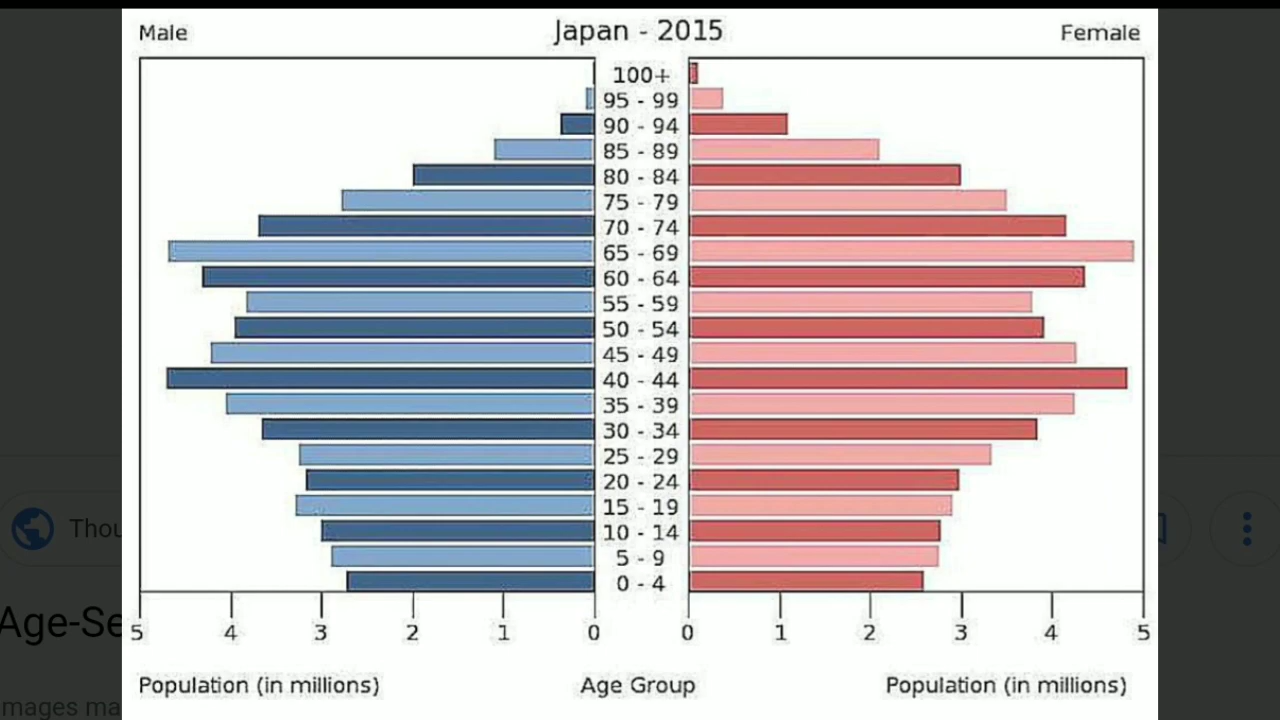 Male Japan - 2015 Female
100+
95 - 99
90 - 94
85 - 89
80 - 84
75 - 79
70 - 74
65 - 69
60 - 64
55 - 59
50 - 54
45 - 49
40 - 44
35 - 39
30 - 34
25 - 29
20 - 24
15 - 19
10 - 14
5 - 9
0 - 4
5 4 3 2 1 0 0 1 2 3 4 5
Population (in millions) Age Group Population (in millions)
Thou
Age-Se
mages ma